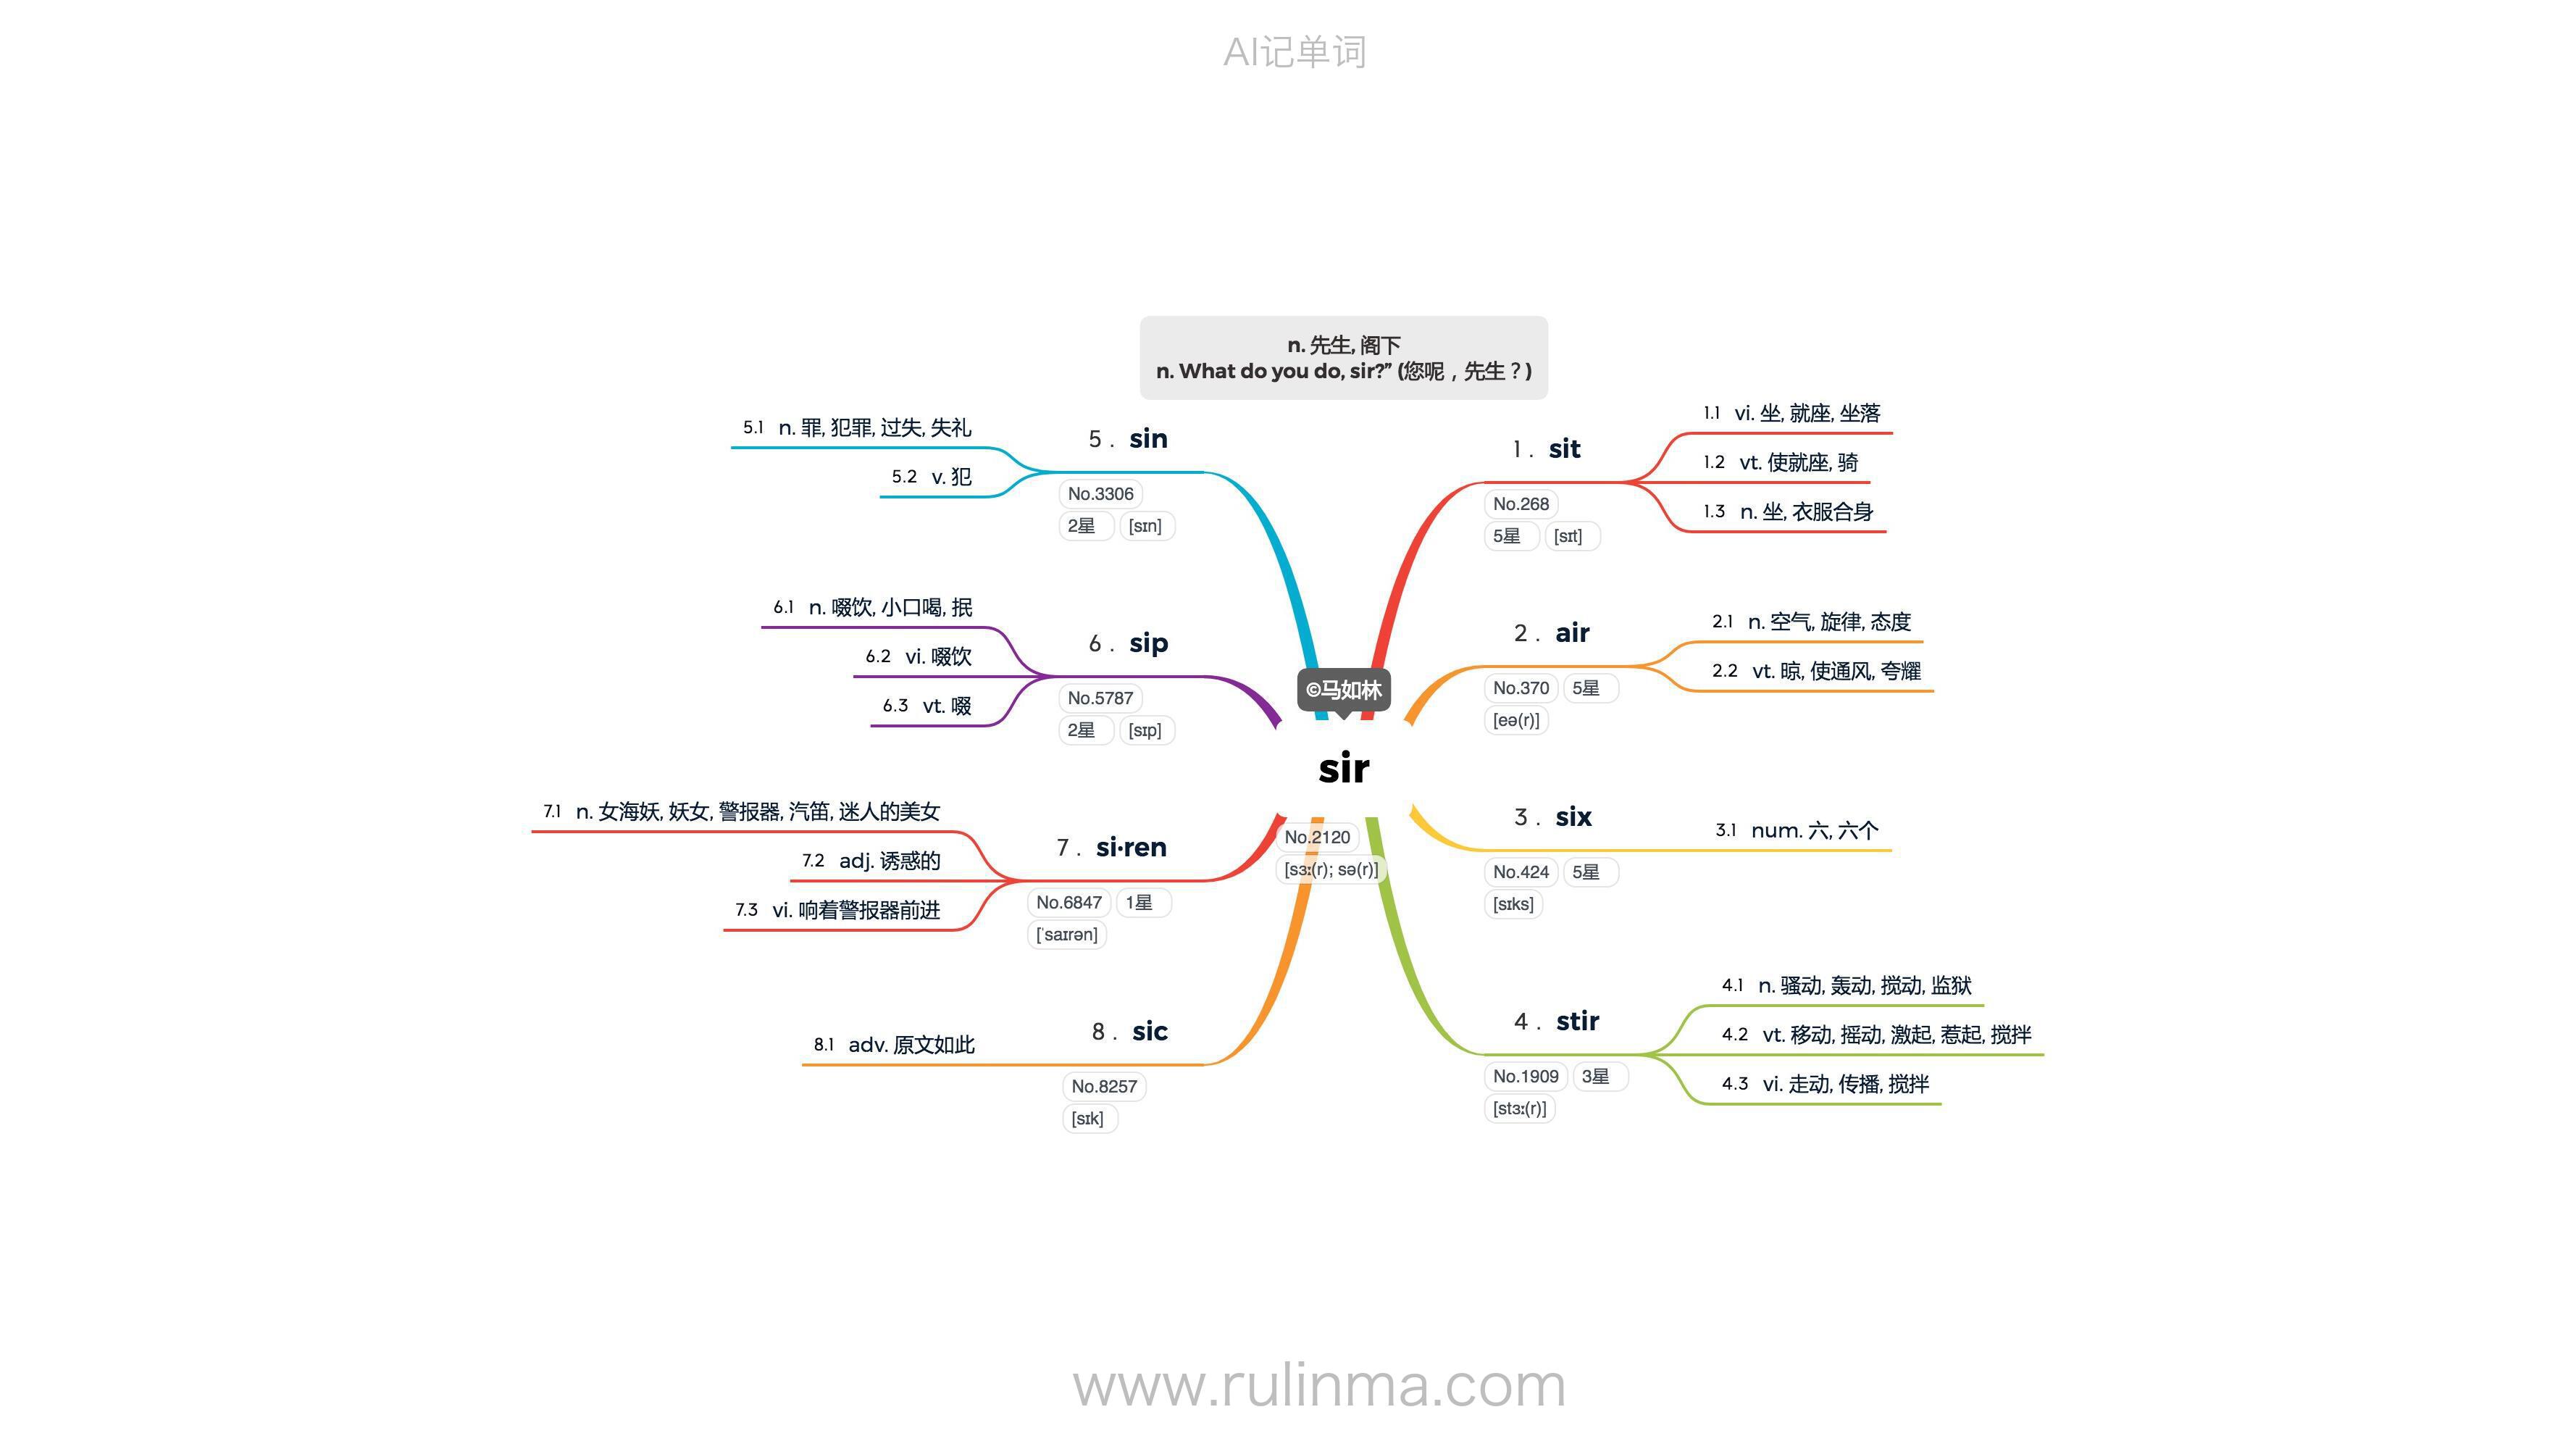 AI记单词
n. 先生, 阁下
n. What do you do, sir?” (您呢，先生？)
©马如林
sir
No.2120
[sɜː(r); sə(r)]
1 . sit
No.268
5星 [sɪt]
1.1 vi. 坐, 就座, 坐落
1.2 vt. 使就座, 骑
1.3 n. 坐, 衣服合身
2 . air
No.370 5星
[eə(r)]
2.1 n. 空气, 旋律, 态度
2.2 vt. 晾, 使通风, 夸耀
3 . six
No.424 5星
[sɪks]
3.1 num. 六, 六个
4 . stir
No.1909 3星
[stɜː(r)]
4.1 n. 骚动, 轰动, 搅动, 监狱
4.2 vt. 移动, 摇动, 激起, 惹起, 搅拌
4.3 vi. 走动, 传播, 搅拌
5 . sin
No.3306
2星 [sɪn]
5.1 n. 罪, 犯罪, 过失, 失礼
5.2 v. 犯
6 . sip
No.5787
2星 [sɪp]
6.1 n. 啜饮, 小口喝, 抿
6.2 vi. 啜饮
6.3 vt. 啜
7 . si·ren
No.6847 1星
[ˈsaɪrən]
7.1 n. 女海妖, 妖女, 警报器, 汽笛, 迷人的美女
7.2 adj. 诱惑的
7.3 vi. 响着警报器前进
8 . sic
No.8257
[sɪk]
8.1 adv. 原文如此
www.rulinma.com